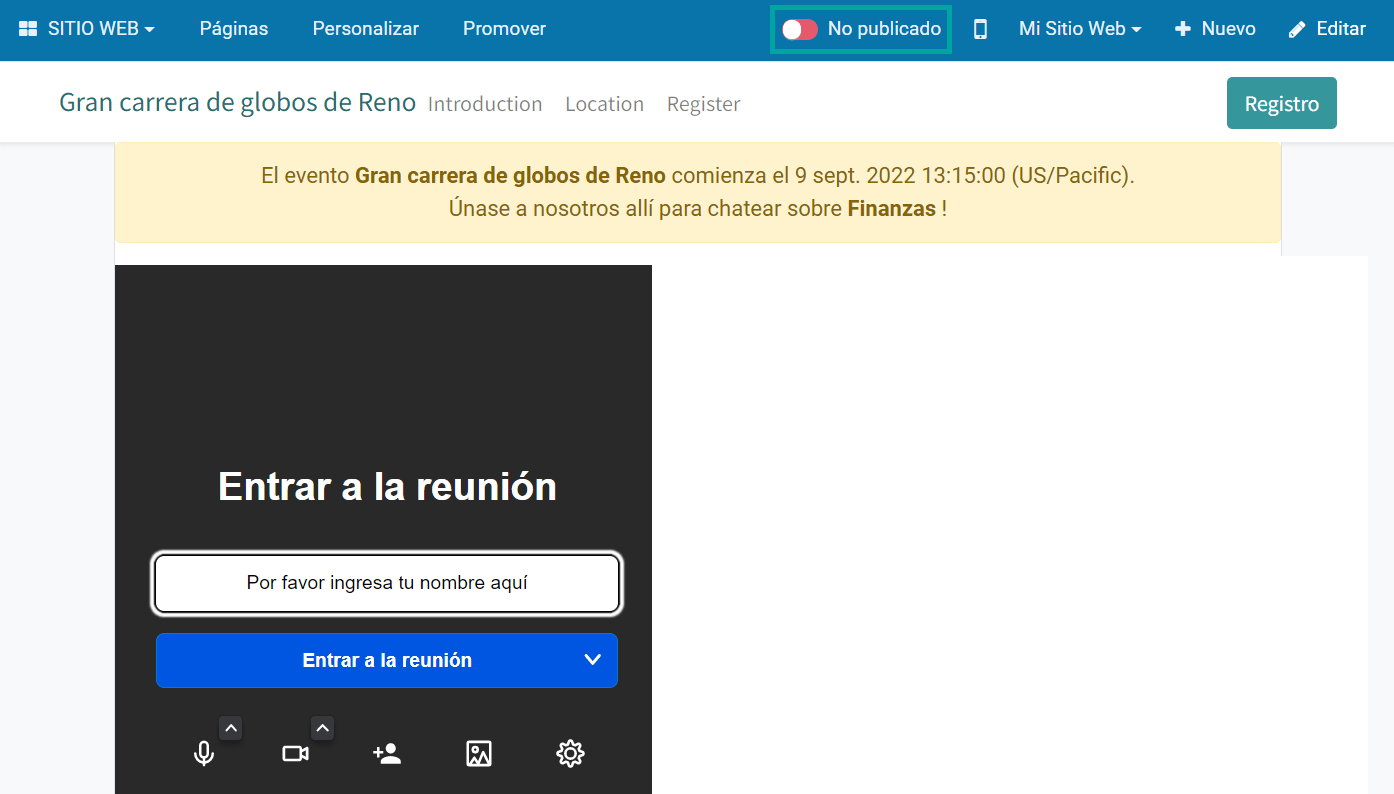 SITIO WEB Páginas Personalizar Promover No publicado Mi Sitio Web Nuevo Editar
Gran carrera de globos de Reno Introduction Location Register Registro
El evento Gran carrera de globos de Reno comienza el 9 sept. 2022 13:15:00 (US/Pacific).
Únase a nosotros allí para chatear sobre Finanzas !
Entrar a la reunión
Por favor ingresa tu nombre aquí
Entrar a la reunión